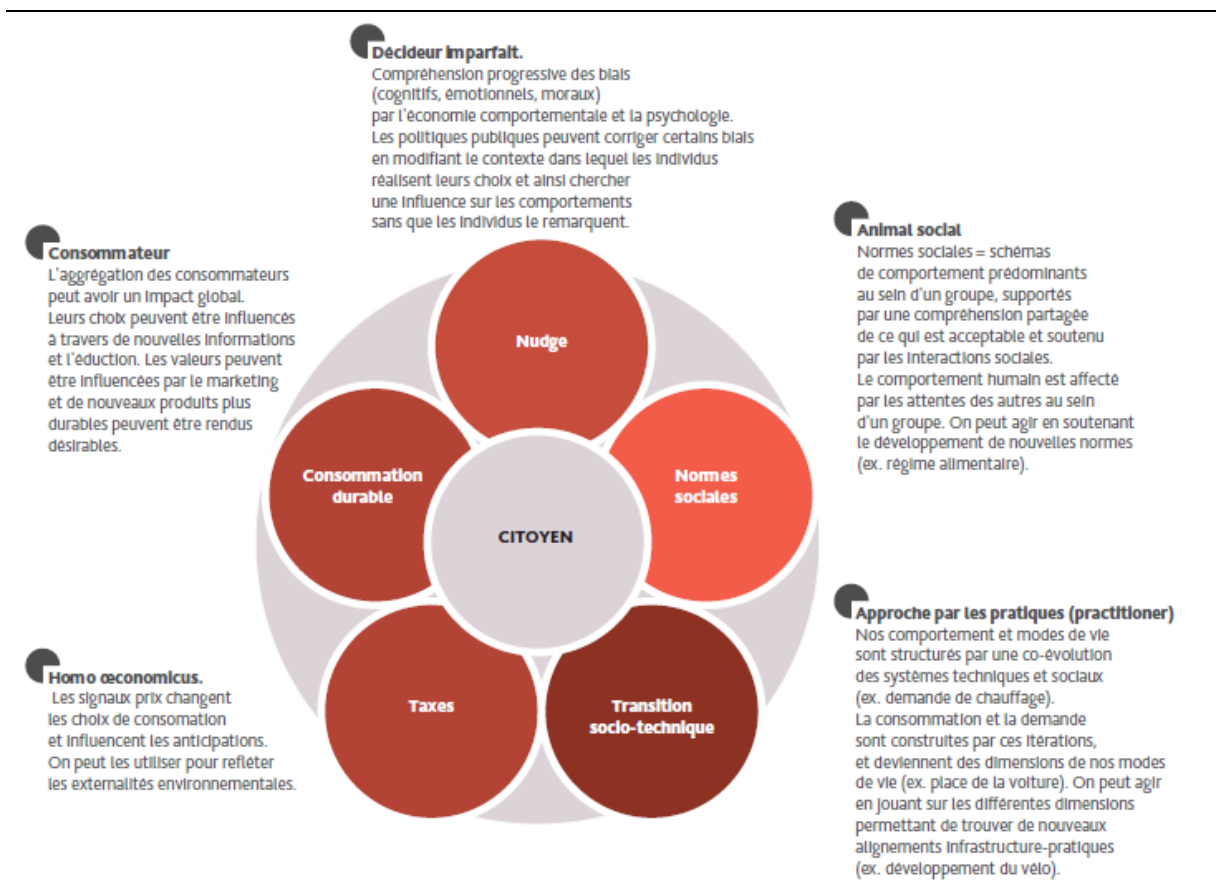 Décideur imparfait.
Compréhension progressive des biais
(cognitifs, émotionnels, moraux)
par l'économie comportementale et la psychologie.
Les politiques publiques peuvent corriger certains biais
en modifiant le contexte dans lequel les individus
réalisent leurs choix et ainsi chercher
une influence sur les comportements
sans que les individus le remarquent.
Consommateur
L'aggrégation des consommateurs
peut avoir un impact global.
Leurs choix peuvent être influencés
à travers de nouvelles informations
et l'éduction. Les valeurs peuvent
être influencées par le marketing
et de nouveaux produits plus
durables peuvent être rendus
désirables.
Animal social
Normes sociales = schémas
de comportement prédominants
au sein d'un groupe, supportés
par une compréhension partagée
de ce qui est acceptable et soutenu
par les interactions sociales.
Le comportement humain est affecté
par les attentes des autres au sein
d'un groupe. On peut agir en soutenant
le développement de nouvelles normes
(ex. régime alimentaire).
Nudge
Consommation
durable
Normes
sociales
CITOYEN
Taxes
Transition
socio-technique
Homo œconomicus.
Les signaux prix changent
les choix de consomation
et influencent les anticipations.
On peut les utiliser pour refléter
les externalités environnementales.
Approche par les pratiques (practitioner)
Nos comportement et modes de vie
sont structurés par une co-évolution
des systèmes techniques et sociaux
(ex. demande de chauffage).
La consommation et la demande
sont construites par ces itérations,
et deviennent des dimensions de nos modes
de vie (ex. place de la voiture). On peut agir
en jouant sur les différentes dimensions
permettant de trouver de nouveaux
alignements infrastructure-pratiques
(ex. développement du vélo).